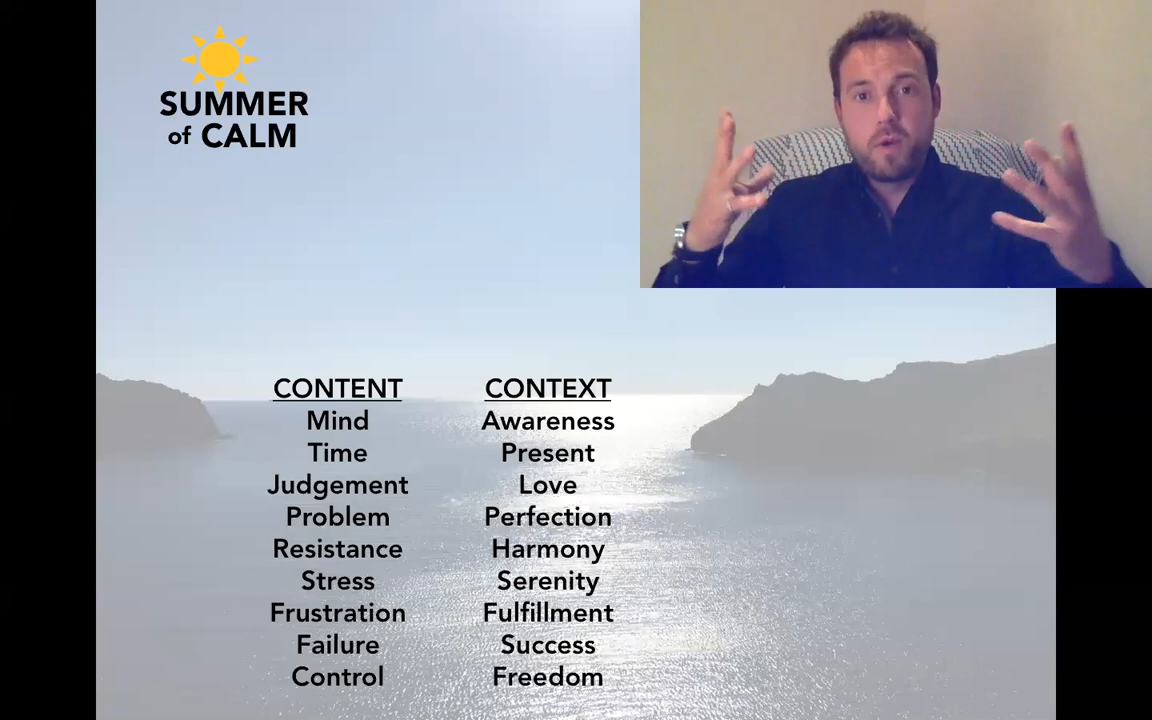 SUMMER
of CALM
CONTENT CONTEXT
Mind Awareness
Time Present
Judgement Love
Problem Perfection
Resistance Harmony
Stress Serenity
Frustration Fulfillment
Failure Success
Control Freedom